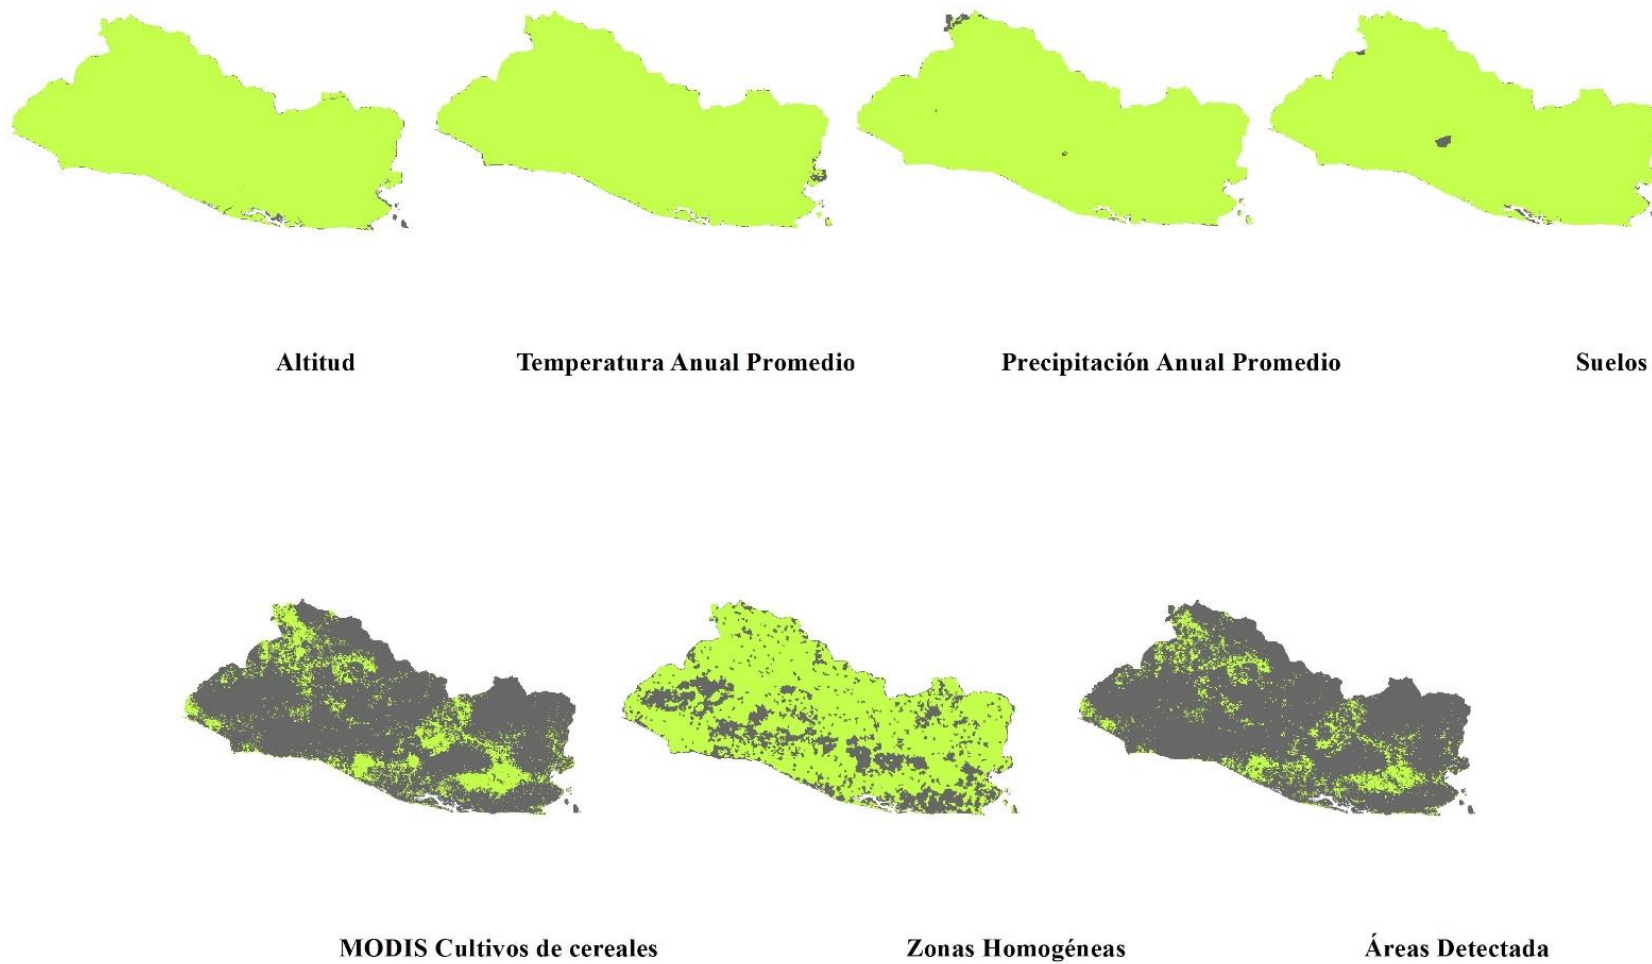 Altitud
Temperatura Anual Promedio
Precipitación Anual Promedio
Suelos
MODIS Cultivos de cereales
Zonas Homogéneas
Áreas Detectada